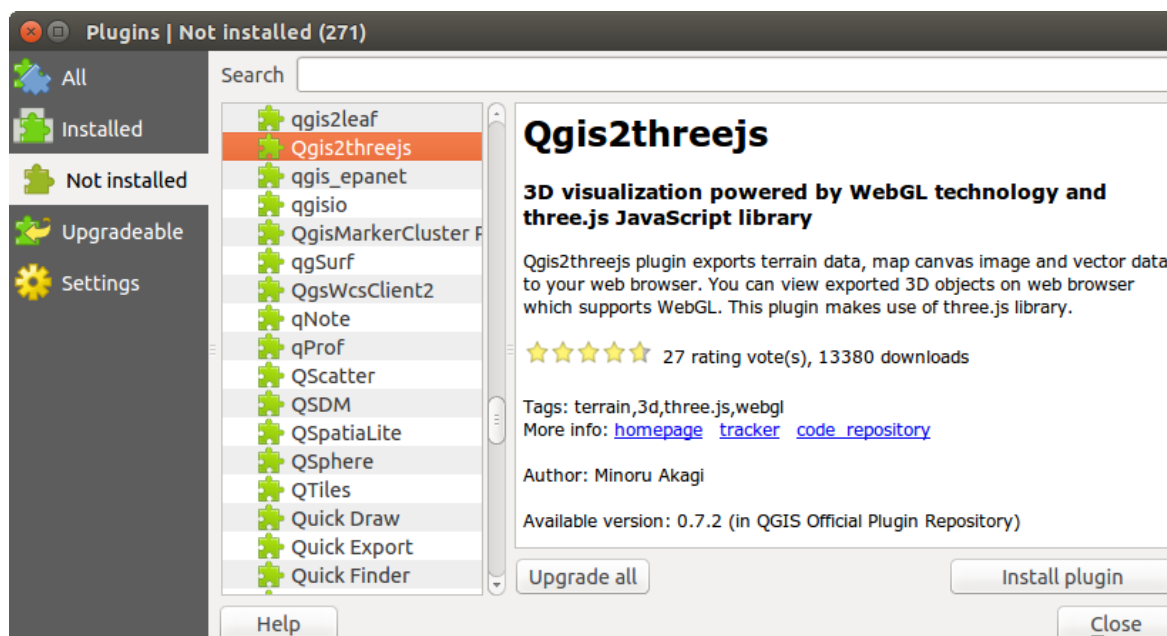 Plugins | Not installed (271)
All
Installed
Not installed
Upgradeable
Settings
Search
qgis2leaf
Qgis2threejs
qgis_epanet
qgisio
QgisMarkerCluster
qgSurf
QgsWcsClient2
qNote
qProf
QScatter
QSDM
QSpatiaLite
QSphere
QTiles
Quick Draw
Quick Export
Quick Finder
Qgis2threejs
3D visualization powered by WebGL technology and
three.js JavaScript library
Qgis2threejs plugin exports terrain data, map canvas image and vector data
to your web browser. You can view exported 3D objects on web browser
which supports WebGL. This plugin makes use of three.js library.
27 rating vote(s), 13380 downloads
Tags: terrain,3d,three.js,webgl
More info: homepage tracker code repository
Author: Minoru Akagi
Available version: 0.7.2 (in QGIS Official Plugin Repository)
Upgrade all
Install plugin
Help
Close